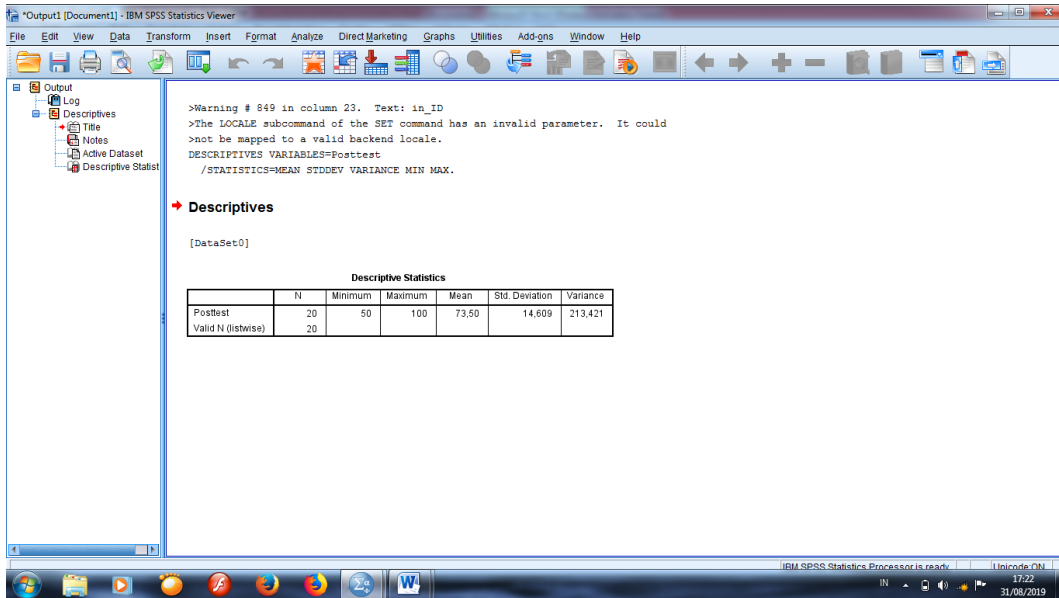 *Output1 [Document1] - IBM SPSS Statistics Viewer
File Edit View Data Transform Insert Format Analyze Direct Marketing Graphs Utilities Add-ons Window Help
Output
Log
Descriptives
Title
Notes
Active Dataset
Descriptive Statist
>Warning # 849 in column 23. Text: in_ID
>The LOCALE subcommand of the SET command has an invalid parameter. It could
>not be mapped to a valid backend locale.
DESCRIPTIVES VARIABLES=Posttest
/STATISTICS=MEAN STDDEV VARIANCE MIN MAX.
Descriptives
[DataSet0]
Descriptive Statistics
N Minimum Maximum Mean Std. Deviation Variance
Posttest 20 50 100 73,50 14,609 213,421
Valid N (listwise) 20
IBM SPSS Statistics Processor is ready Unicode:ON
IN 17:22
31/08/2019